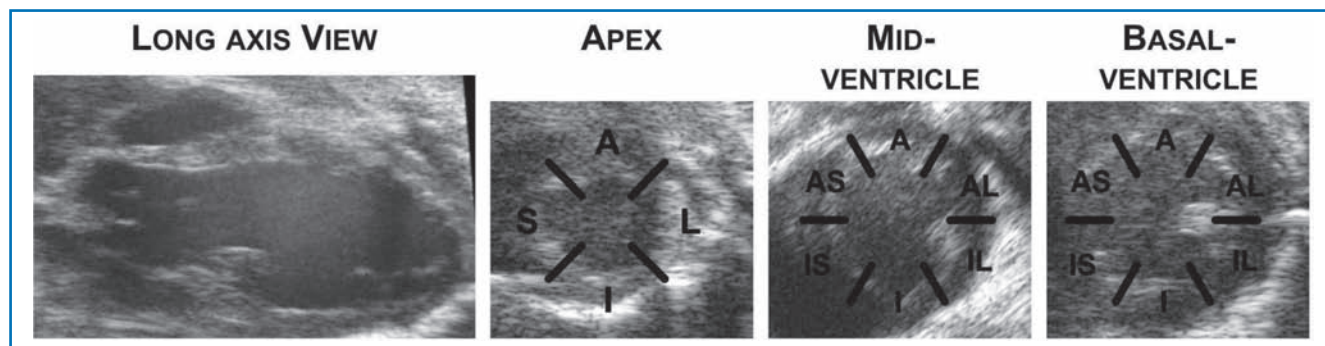 LONG AXIS VIEW
APEX
MID-
VENTRICLE
BASAL-
VENTRICLE
A
S
L
I
A
AS
AL
IS
IL
I
A
AS
AL
IS
IL
I